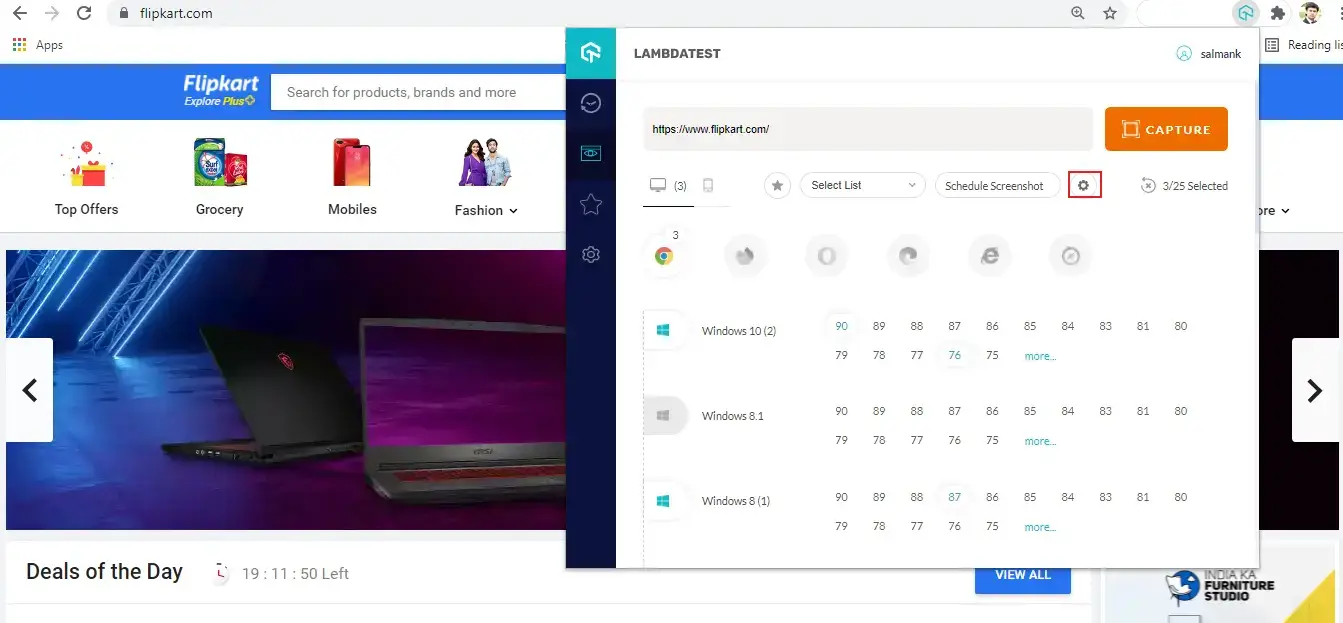 flipkart.com
Apps
Reading lis
Flipkart
Explore Plus
Search for products, brands and more
Top Offers
Grocery
Mobiles
Fashion
ore
LAMBDATEST
salmank
https://www.flipkart.com/
CAPTURE
(3)
Select List
Schedule Screenshot
3/25 Selected
3
Windows 10 (2)
90 89 88 87 86 85 84 83 81 80
79 78 77 76 75 more...
Windows 8.1
90 89 88 87 86 85 84 83 81 80
79 78 77 76 75 more...
Windows 8 (1)
90 89 88 87 86 85 84 83 81 80
79 78 77 76 75 more...
Surf excel
msi
Deals of the Day
19 : 11 : 50 Left
VIEW ALL
INDIA KA
FURNITURE
STUDIO